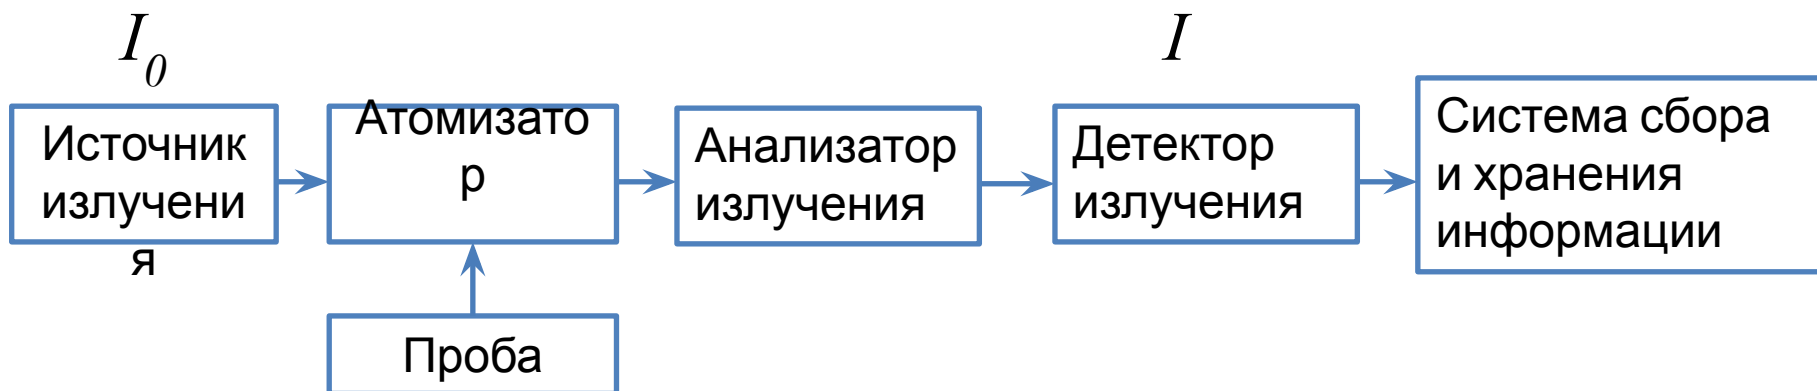 I0
I
Источник
излучени
я
Атомизато
р
Анализатор
излучения
Детектор
излучения
Система сбора
и хранения
информации
Проба